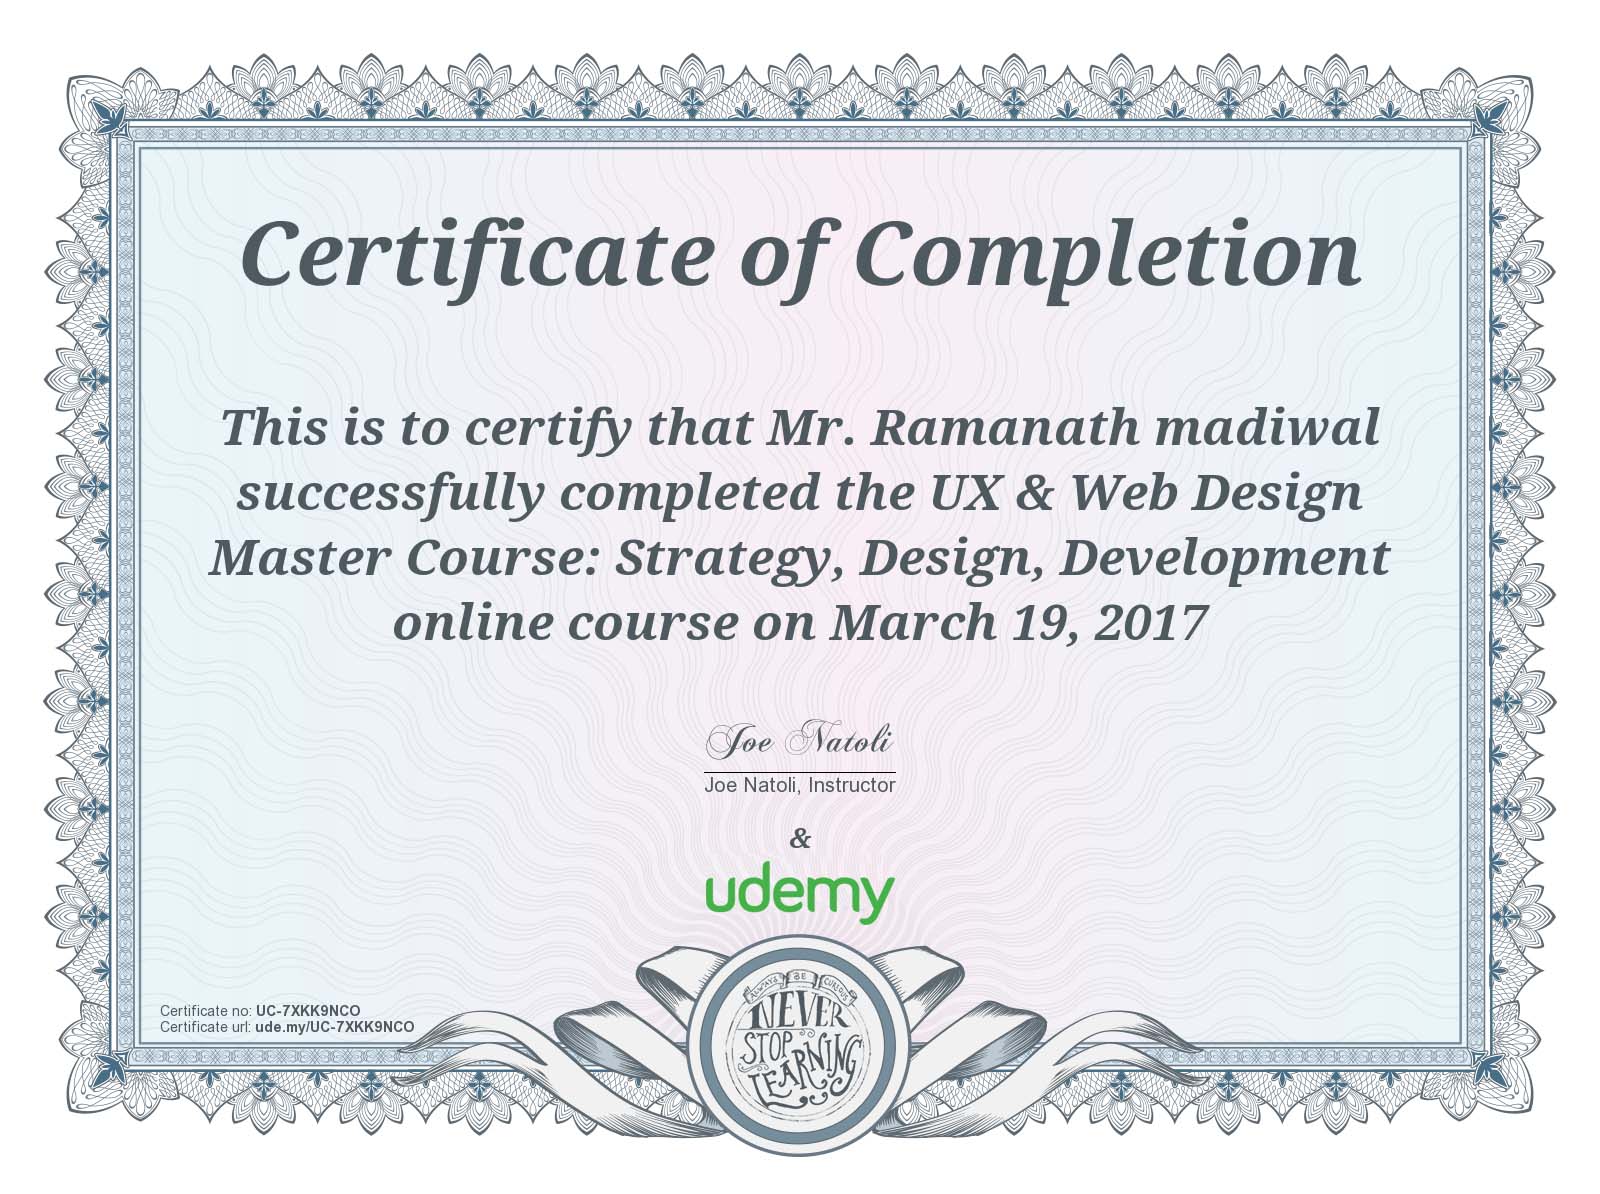 Certificate of Completion
This is to certify that Mr. Ramanath madiwal
successfully completed the UX & Web Design
Master Course: Strategy, Design, Development
online course on March 19, 2017
Joe Natoli
Joe Natoli, Instructor
&
udemy
Certificate no: UC-7XKK9NCO
Certificate url: ude.my/UC-7XKK9NCO
ALWAYS BE CURIOUS
NEVER
STOP
LEARNING